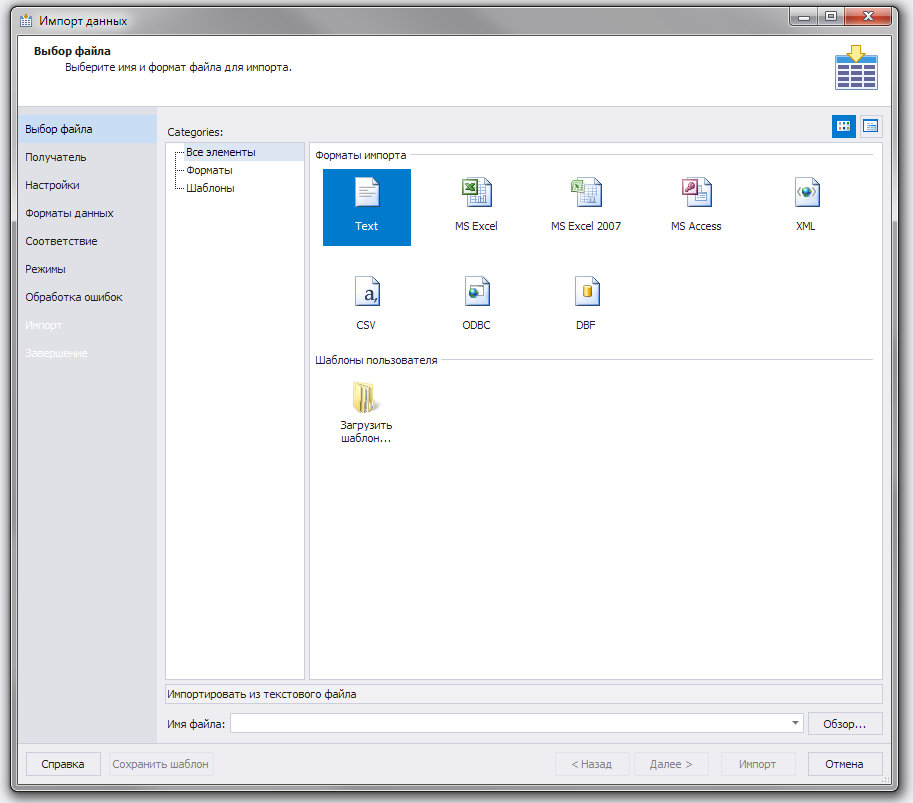 Импорт данных
Выбор файла
Выберите имя и формат файла для импорта.
Выбор файла
Получатель
Настройки
Форматы данных
Соответствие
Режимы
Обработка ошибок
Импорт
Завершение
Categories:
Все элементы
Форматы
Шаблоны
Форматы импорта
Text
MS Excel
MS Excel 2007
MS Access
XML
CSV
ODBC
DBF
Шаблоны пользователя
Загрузить
шаблон...
Импортировать из текстового файла
Имя файла:
Обзор...
Справка
Сохранить шаблон
< Назад
Далее >
Импорт
Отмена